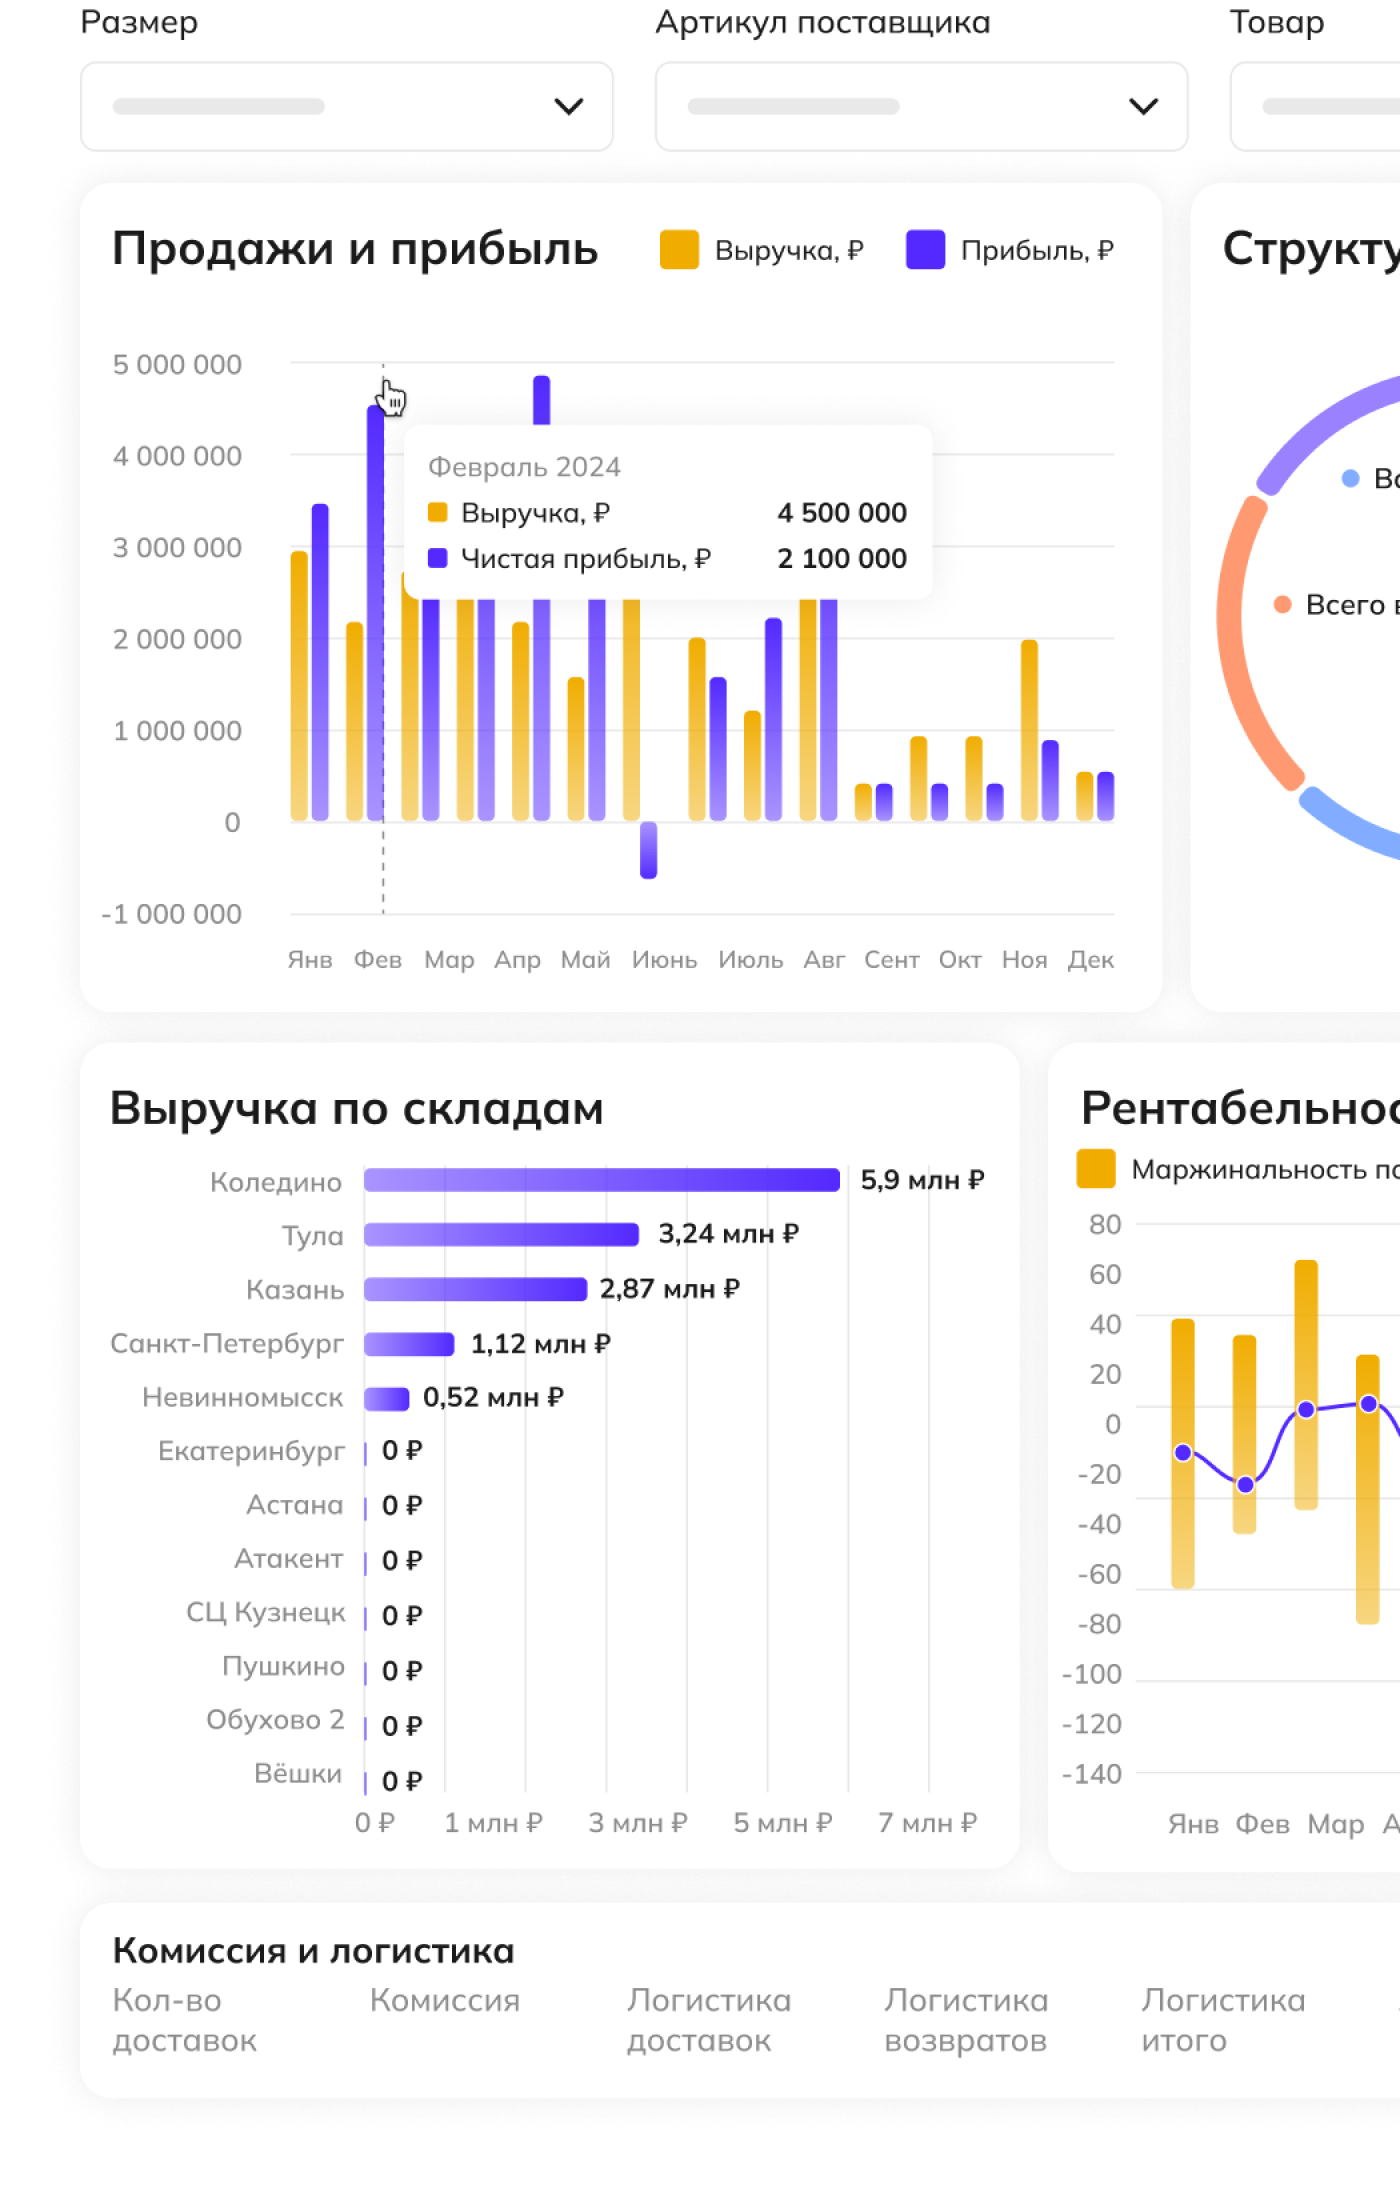 Размер
Артикул поставщика
Товар
Продажи и прибыль
Выручка, ₽
Прибыль, ₽
5 000 000
4 000 000
3 000 000
2 000 000
1 000 000
0
-1 000 000
Февраль 2024
Выручка, ₽ 4 500 000
Чистая прибыль, ₽ 2 100 000
Янв Фев Мар Апр Май Июнь Июль Авг Сент Окт Ноя Дек
Структу
Вс
Всего в
Выручка по складам
Коледино 5,9 млн ₽
Тула 3,24 млн ₽
Казань 2,87 млн ₽
Санкт-Петербург 1,12 млн ₽
Невинномысск 0,52 млн ₽
Екатеринбург 0 ₽
Астана 0 ₽
Атакент 0 ₽
СЦ Кузнецк 0 ₽
Пушкино 0 ₽
Обухово 2 0 ₽
Вёшки 0 ₽
0 ₽ 1 млн ₽ 3 млн ₽ 5 млн ₽ 7 млн ₽
Рентабельнос
Маржинальность по
80
60
40
20
0
-20
-40
-60
-80
-100
-120
-140
Янв Фев Мар А
Комиссия и логистика
Кол-во
доставок
Комиссия
Логистика
доставок
Логистика
возвратов
Логистика
итого